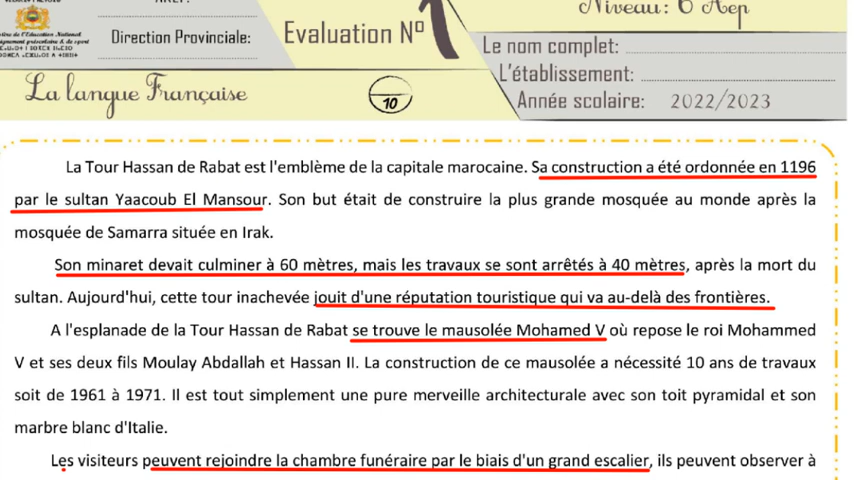 Niveau: 6 Aep
Direction Provinciale:
Evaluation N° 1
Le nom complet:
L'établissement:
La langue Française
10
Année scolaire: 2022/2023
La Tour Hassan de Rabat est l'emblème de la capitale marocaine. Sa construction a été ordonnée en 1196
par le sultan Yaacoub El Mansour. Son but était de construire la plus grande mosquée au monde après la
mosquée de Samarra située en Irak.
Son minaret devait culminer à 60 mètres, mais les travaux se sont arrêtés à 40 mètres, après la mort du
sultan. Aujourd'hui, cette tour inachevée jouit d'une réputation touristique qui va au-delà des frontières.
A l'esplanade de la Tour Hassan de Rabat se trouve le mausolée Mohamed V où repose le roi Mohammed
V et ses deux fils Moulay Abdallah et Hassan II. La construction de ce mausolée a nécessité 10 ans de travaux
soit de 1961 à 1971. Il est tout simplement une pure merveille architecturale avec son toit pyramidal et son
marbre blanc d'Italie.
Les visiteurs peuvent rejoindre la chambre funéraire par le biais d'un grand escalier, ils peuvent observer à